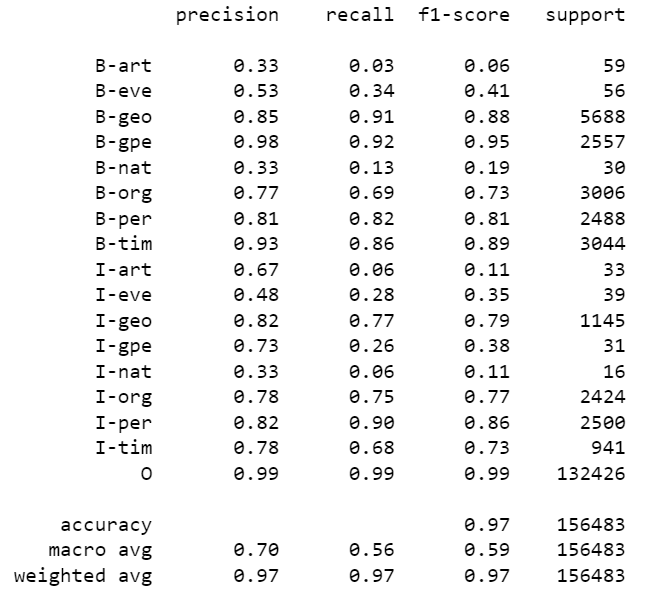 precision recall f1-score support
B-art 0.33 0.03 0.06 59
B-eve 0.53 0.34 0.41 56
B-geo 0.85 0.91 0.88 5688
B-gpe 0.98 0.92 0.95 2557
B-nat 0.33 0.13 0.19 30
B-org 0.77 0.69 0.73 3006
B-per 0.81 0.82 0.81 2488
B-tim 0.93 0.86 0.89 3044
I-art 0.67 0.06 0.11 33
I-eve 0.48 0.28 0.35 39
I-geo 0.82 0.77 0.79 1145
I-gpe 0.73 0.26 0.38 31
I-nat 0.33 0.06 0.11 16
I-org 0.78 0.75 0.77 2424
I-per 0.82 0.90 0.86 2500
I-tim 0.78 0.68 0.73 941
O 0.99 0.99 0.99 132426
accuracy 0.97 156483
macro avg 0.70 0.56 0.59 156483
weighted avg 0.97 0.97 0.97 156483